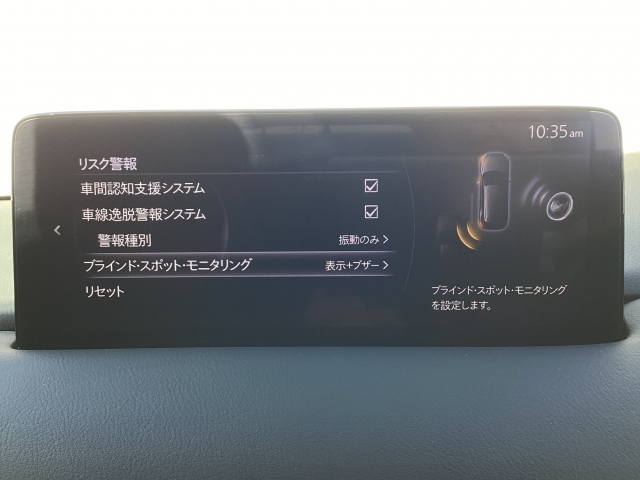 10:35am
リスク警報
車間認知支援システム
車線逸脱警報システム
警報種別 振動のみ
ブラインド・スポット・モニタリング 表示+ブザー
リセット
ブラインド・スポット・モニタリング
を設定します。